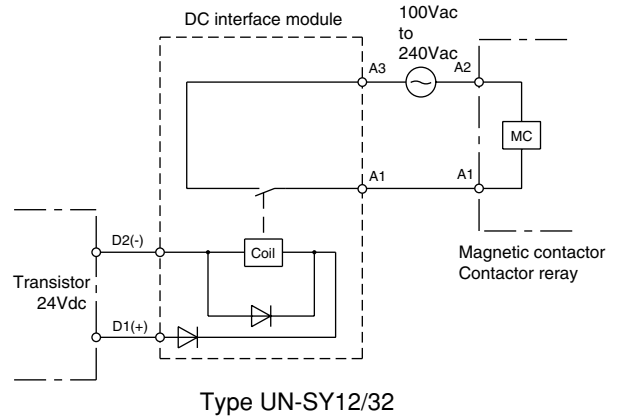 DC interface module
100Vac
to
240Vac
A3
A2
MC
A1
A1
D2(-)
Coil
Magnetic contactor
Contactor reray
Transistor
24Vdc
D1(+)
Type UN-SY12/32